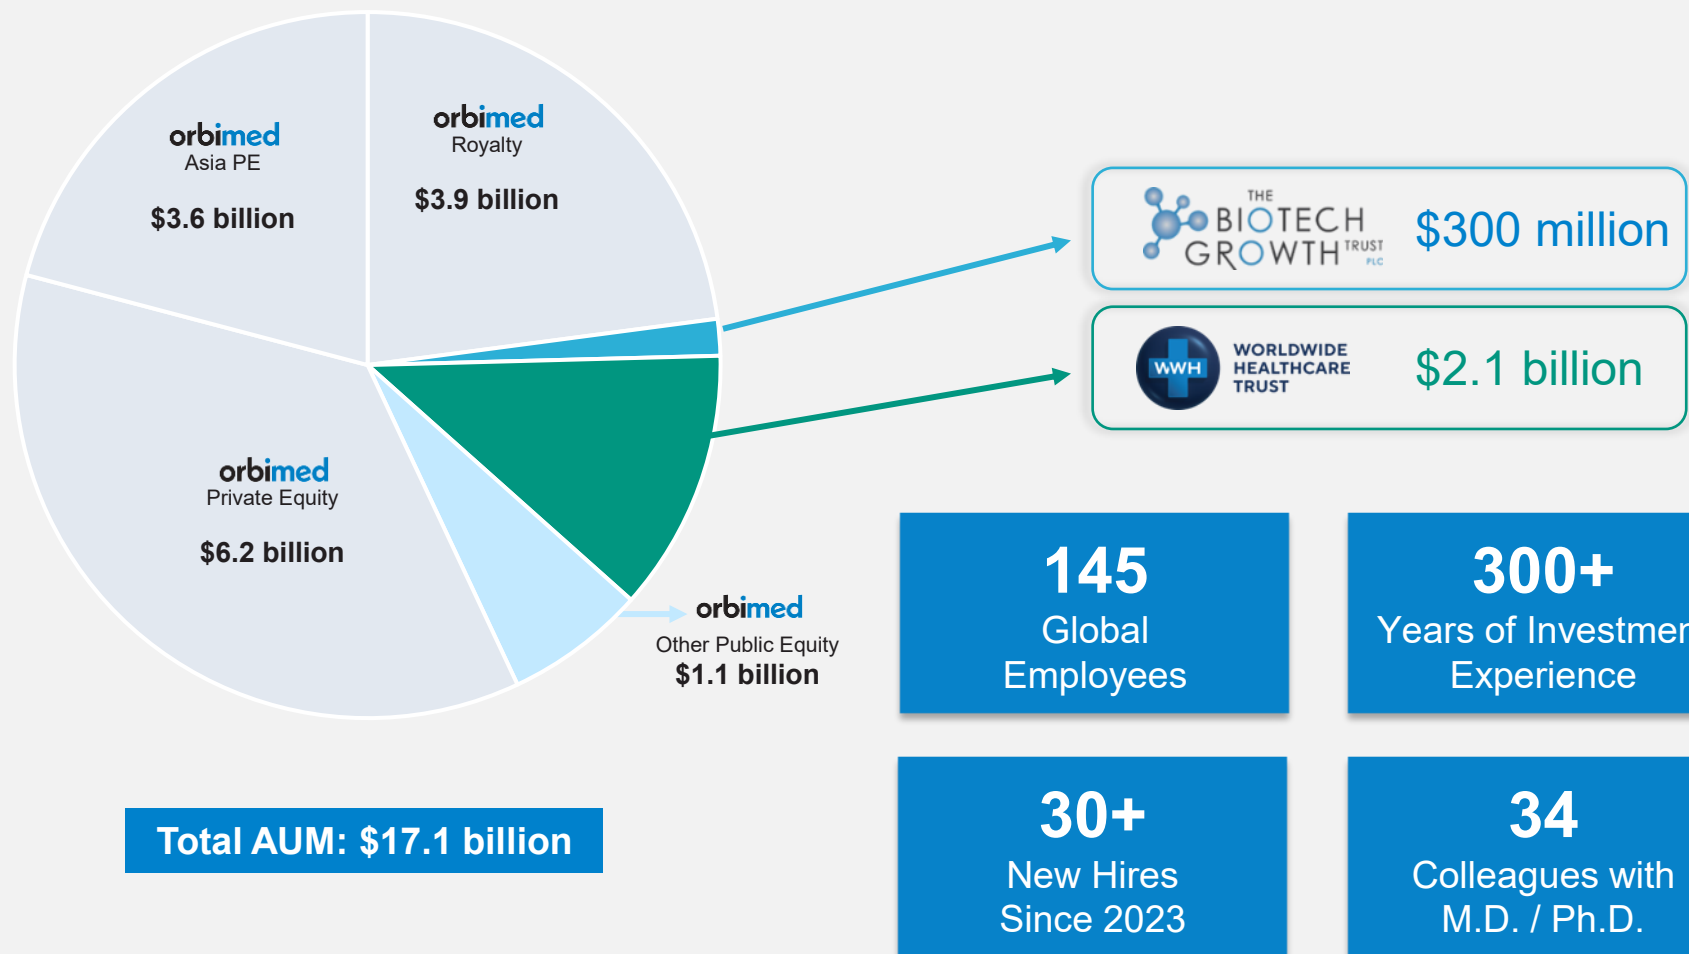 orbimed
Asia PE
$3.6 billion
orbimed
Royalty
$3.9 billion
orbimed
Private Equity
$6.2 billion
orbimed
Other Public Equity
$1.1 billion
Total AUM: $17.1 billion
THE
BIOTECH
GROWTH TRUST
PLC
$300 million
WWH
WORLDWIDE
HEALTHCARE
TRUST
$2.1 billion
145
Global
Employees
300+
Years of Investmen
Experience
30+
New Hires
Since 2023
34
Colleagues with
M.D. / Ph.D.